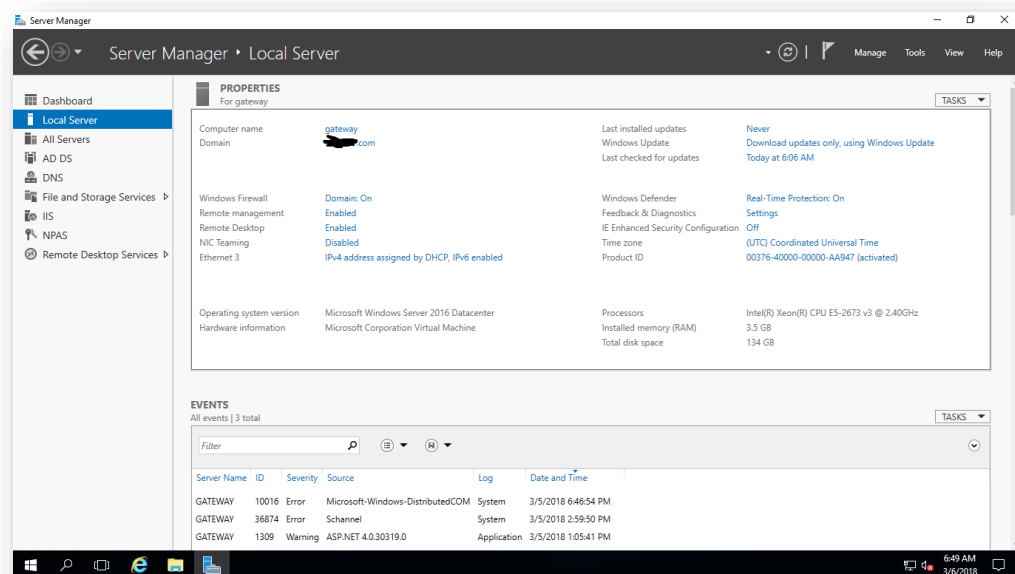 Server Manager
Server Manager • Local Server
Manage Tools View Help
Dashboard
Local Server
All Servers
AD DS
DNS
File and Storage Services
IIS
NPAS
Remote Desktop Services
PROPERTIES
For gateway
TASKS
Computer name gateway
Domain .com
Last installed updates Never
Windows Update Download updates only, using Windows Update
Last checked for updates Today at 6:06 AM
Windows Firewall Domain: On
Remote management Enabled
Remote Desktop Enabled
NIC Teaming Disabled
Ethernet 3 IPv4 address assigned by DHCP, IPv6 enabled
Windows Defender Real-Time Protection: On
Feedback & Diagnostics Settings
IE Enhanced Security Configuration Off
Time zone (UTC) Coordinated Universal Time
Product ID 00376-40000-00000-AA947 (activated)
Operating system version Microsoft Windows Server 2016 Datacenter
Hardware information Microsoft Corporation Virtual Machine
Processors Intel(R) Xeon(R) CPU E5-2673 v3 @ 2.40GHz
Installed memory (RAM) 3.5 GB
Total disk space 134 GB
EVENTS
All events | 3 total
TASKS
Filter
Server Name ID Severity Source Log Date and Time
GATEWAY 10016 Error Microsoft-Windows-DistributedCOM System 3/5/2018 6:46:54 PM
GATEWAY 36874 Error Schannel System 3/5/2018 2:59:50 PM
GATEWAY 1309 Warning ASP.NET 4.0.30319.0 Application 3/5/2018 1:05:41 PM
6:49 AM
3/6/2018